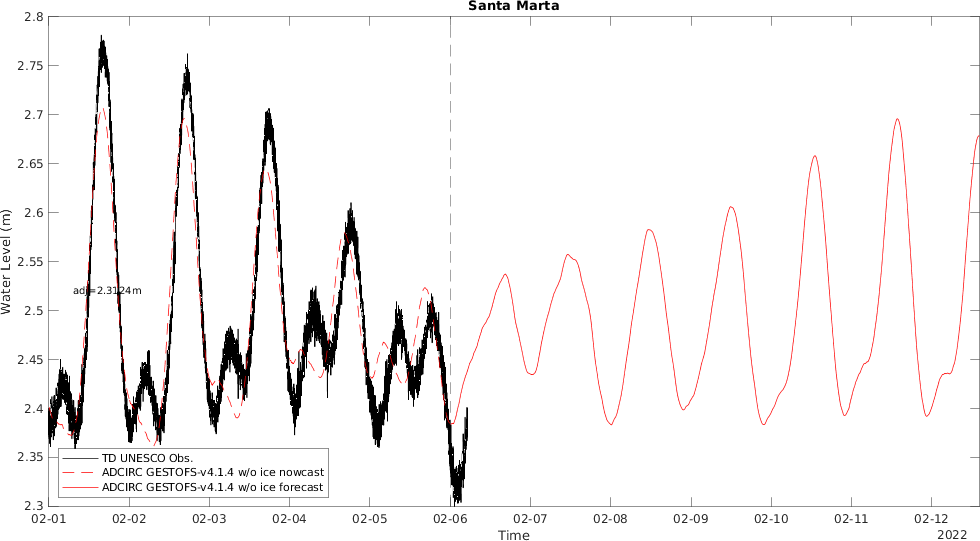 Santa Marta
2.8
2.75
2.7
2.65
2.6
2.55
2.5
2.45
2.4
2.35
2.3
Water Level (m)
adj=2.3124m
TD UNESCO Obs.
ADCIRC GESTOFS-v4.1.4 w/o ice nowcast
ADCIRC GESTOFS-v4.1.4 w/o ice forecast
02-01 02-02 02-03 02-04 02-05 02-06 02-07 02-08 02-09 02-10 02-11 02-12
Time
2022